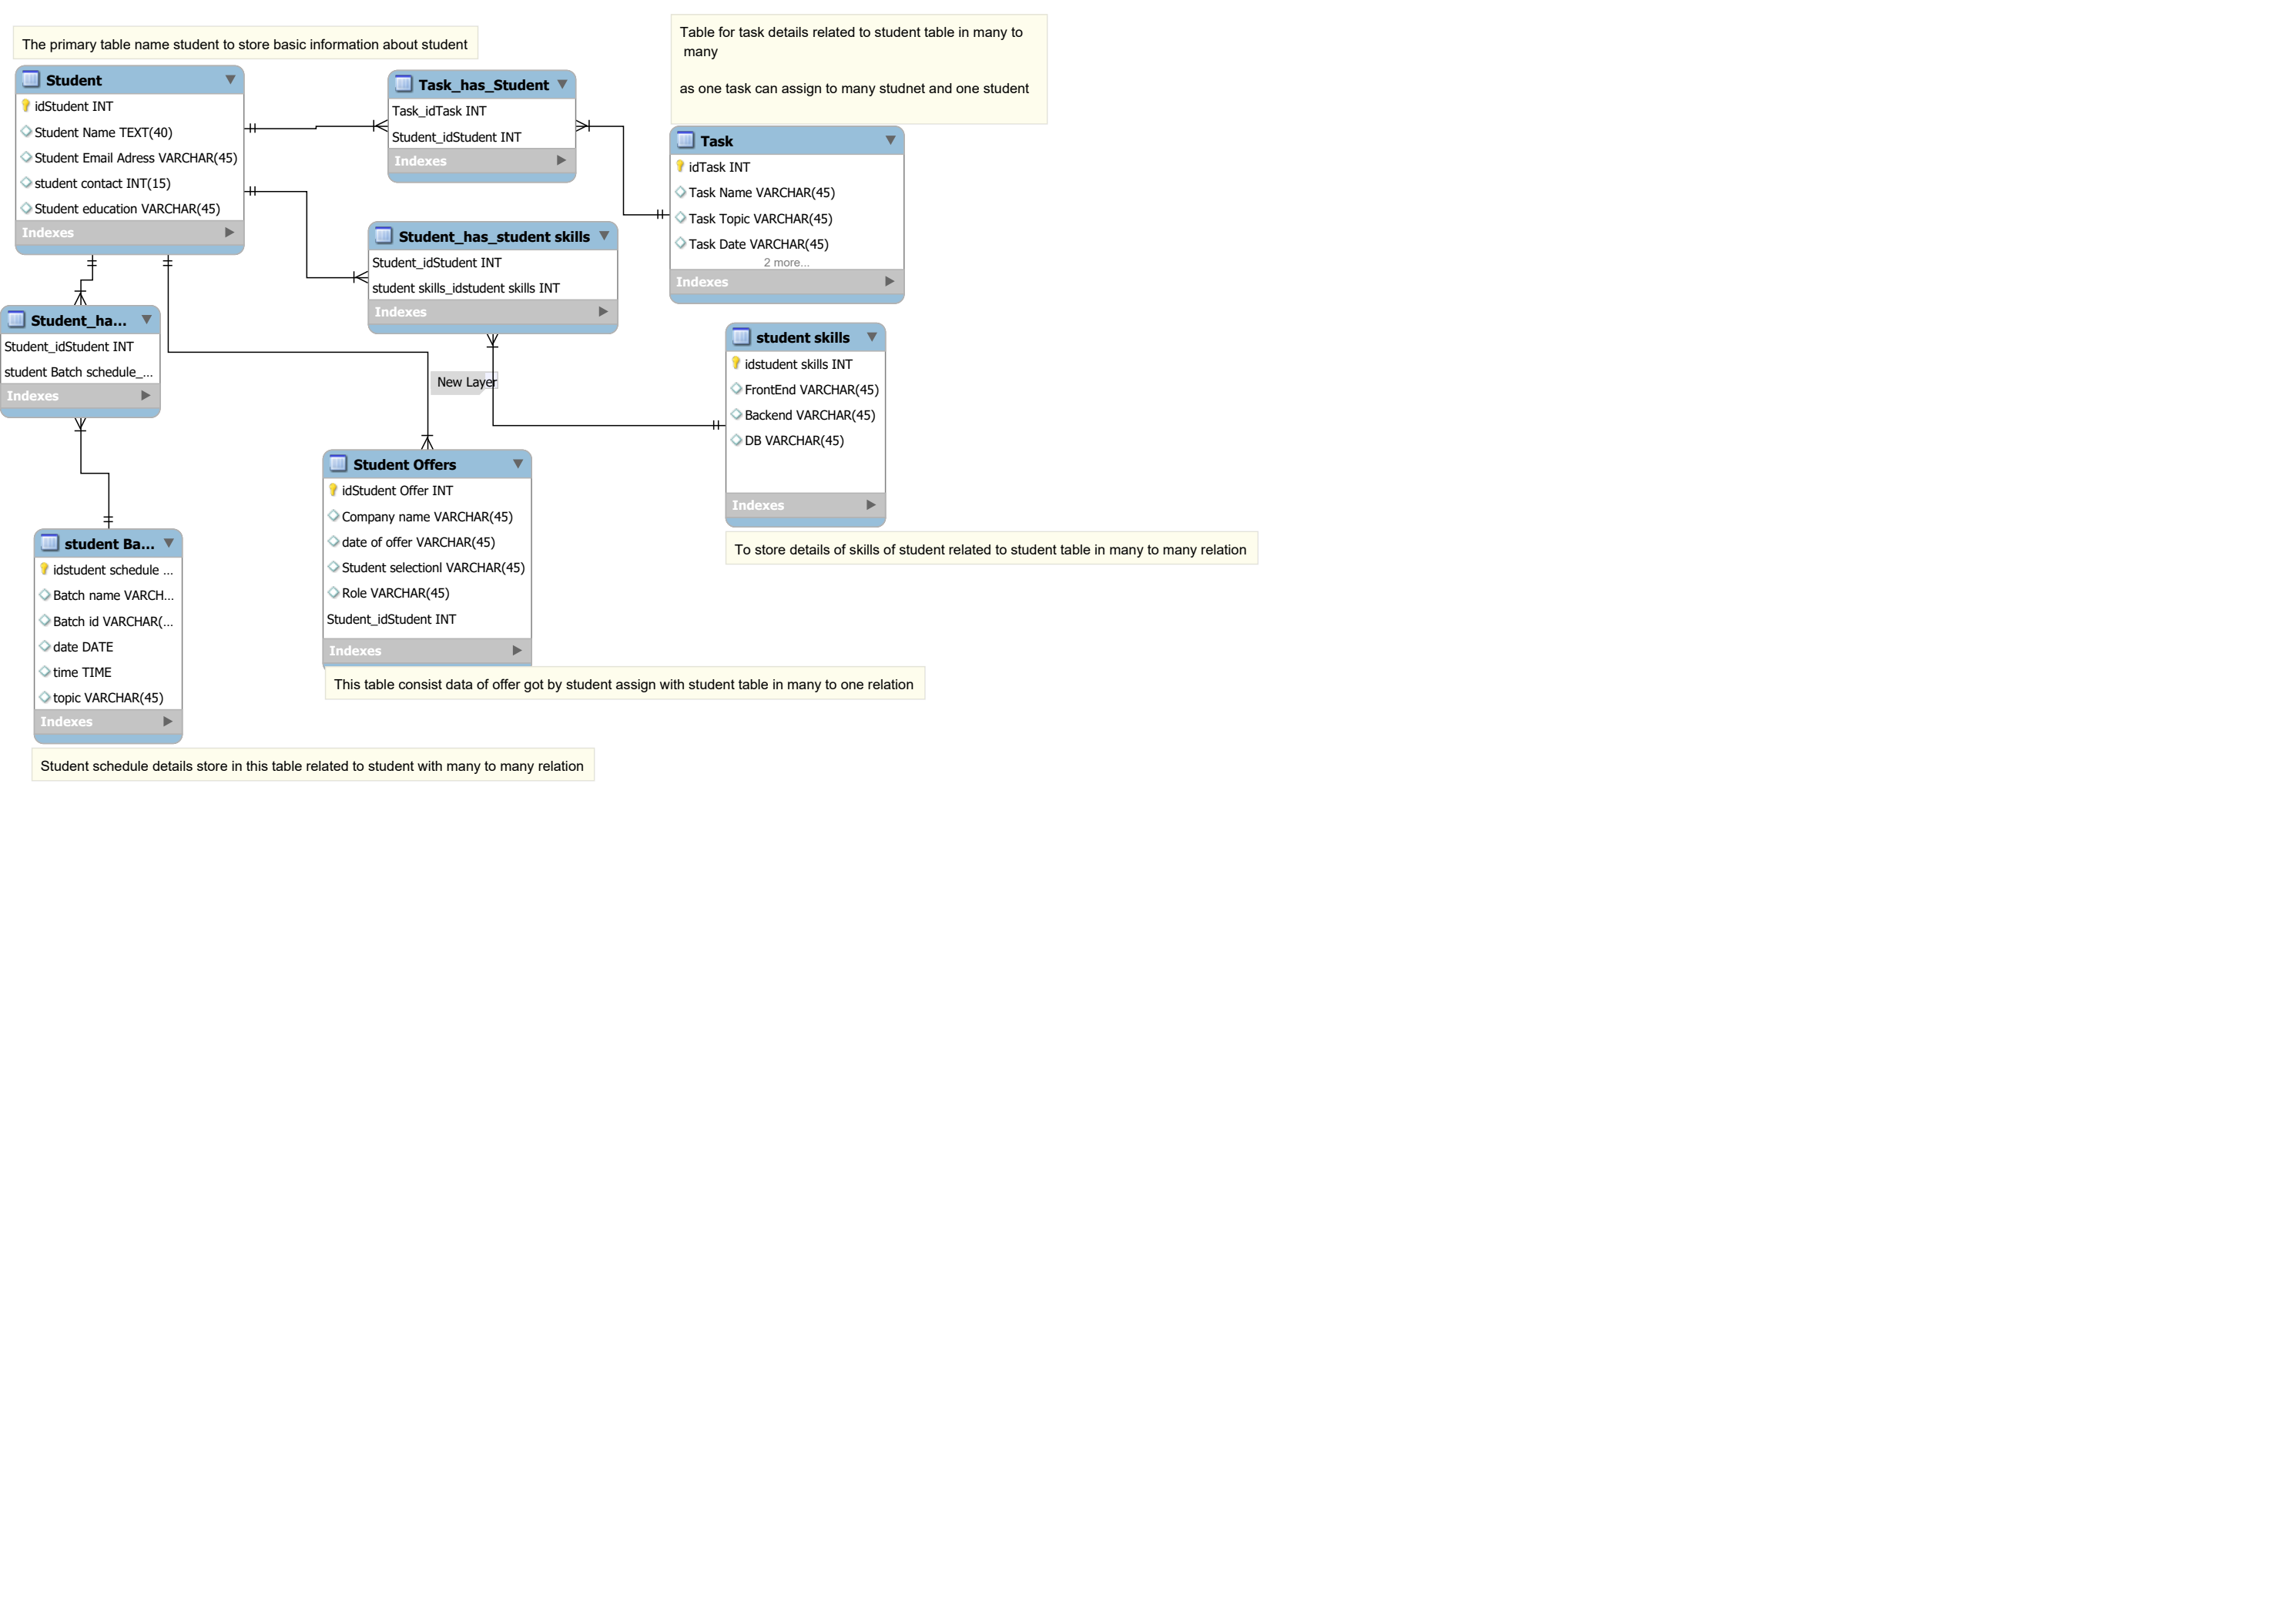 The primary table name student to store basic information about student
Table for task details related to student table in many to
many
as one task can assign to many studnet and one student
Student
idStudent INT
Student Name TEXT(40)
Student Email Adress VARCHAR(45)
student contact INT(15)
Student education VARCHAR(45)
Indexes
Task_has_Student
Task_idTask INT
Student_idStudent INT
Indexes
Task
idTask INT
Task Name VARCHAR(45)
Task Topic VARCHAR(45)
Task Date VARCHAR(45)
2 more...
Indexes
Student_has_student skills
Student_idStudent INT
student skills_idstudent skills INT
Indexes
Student_ha...
Student_idStudent INT
student Batch schedule_...
Indexes
New Layer
student skills
idstudent skills INT
FrontEnd VARCHAR(45)
Backend VARCHAR(45)
DB VARCHAR(45)
Indexes
To store details of skills of student related to student table in many to many relation
Student Offers
idStudent Offer INT
Company name VARCHAR(45)
date of offer VARCHAR(45)
Student selectionl VARCHAR(45)
Role VARCHAR(45)
Student_idStudent INT
Indexes
This table consist data of offer got by student assign with student table in many to one relation
student Ba...
idstudent schedule ...
Batch name VARCH...
Batch id VARCHAR(...
date DATE
time TIME
topic VARCHAR(45)
Indexes
Student schedule details store in this table related to student with many to many relation